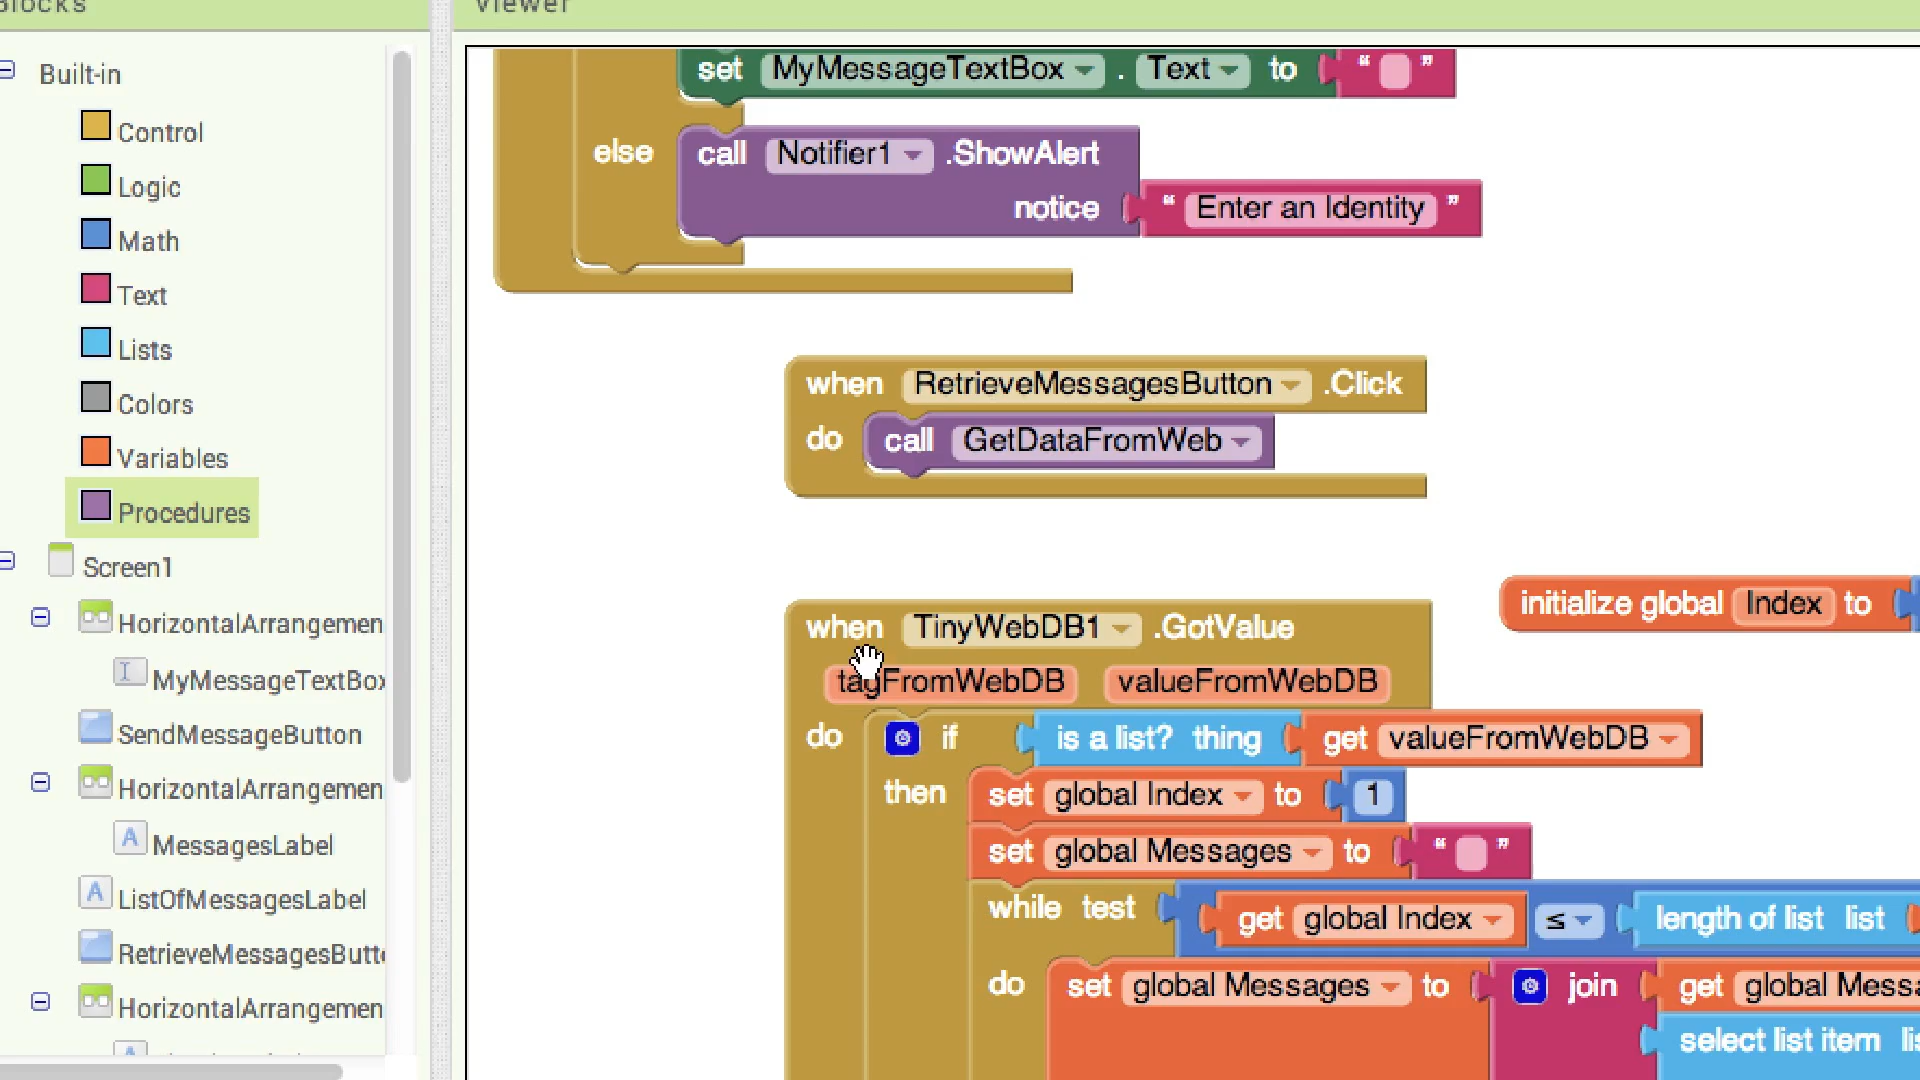 Blocks
Viewer
Built-in
Control
Logic
Math
Text
Lists
Colors
Variables
Procedures
Screen1
HorizontalArrangemen
MyMessageTextBox
SendMessageButton
HorizontalArrangemen
MessagesLabel
ListOfMessagesLabel
RetrieveMessagesButto
HorizontalArrangemen
set MyMessageTextBox . Text to “ ”
else call Notifier1 .ShowAlert
notice “ Enter an Identity ”
when RetrieveMessagesButton .Click
do call GetDataFromWeb
initialize global Index to
when TinyWebDB1 .GotValue
tagFromWebDB valueFromWebDB
do if is a list? thing get valueFromWebDB
then set global Index to 1
set global Messages to “ ”
while test get global Index ≤ length of list list
do set global Messages to join get global Messa
select list item lis